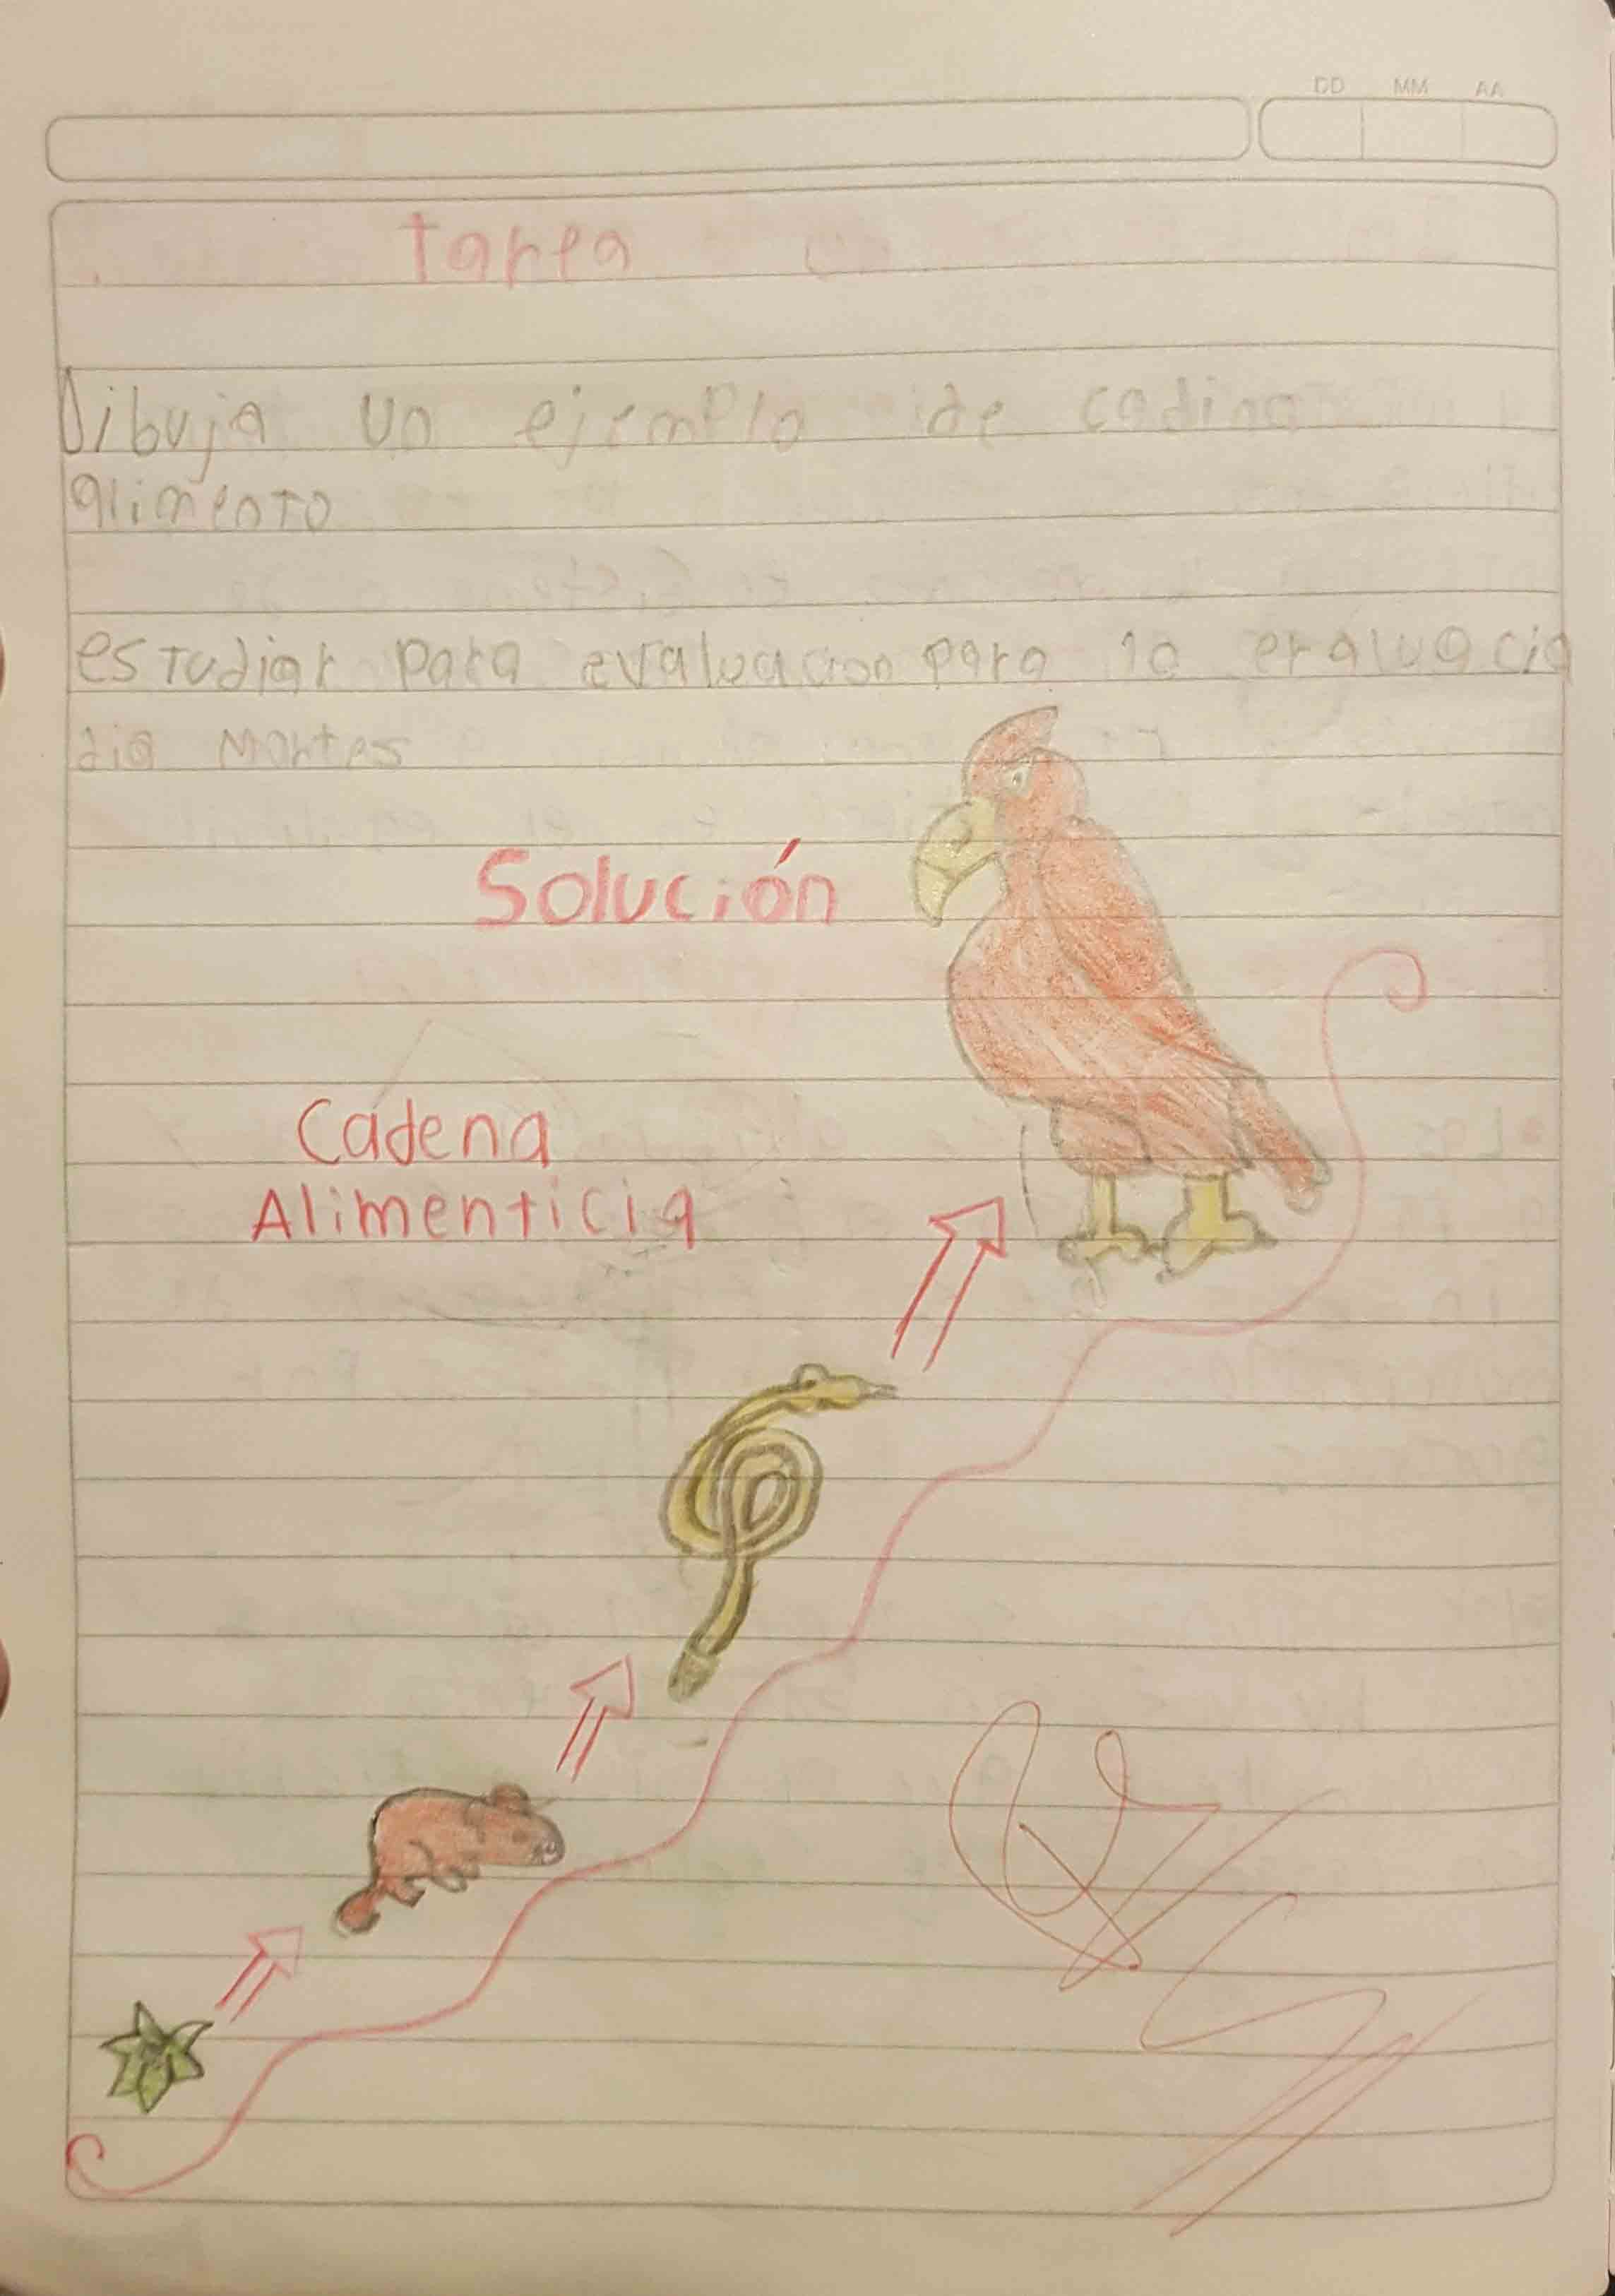 DD MM AA
tarea
Dibuja un ejemplo de cadina
alimento
estudiar para evaluacion para la evaluacia
dia martes
Solución
Cadena
Alimenticia